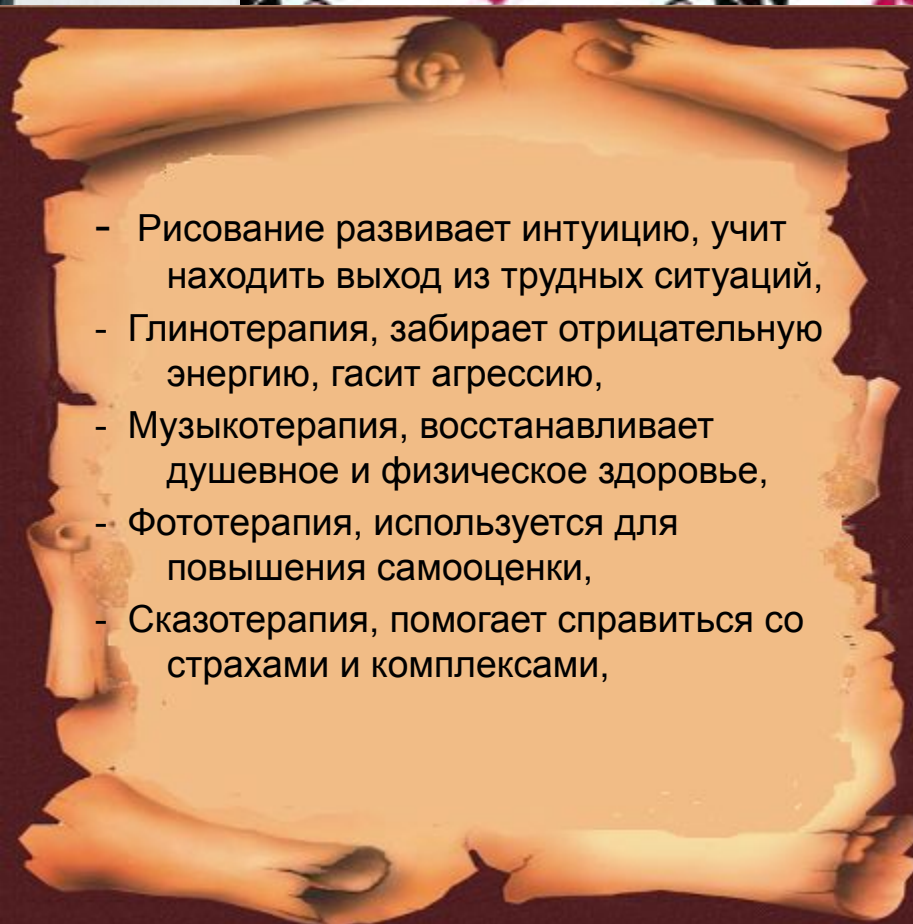 - Рисование развивает интуицию, учит
находить выход из трудных ситуаций,
- Глинотерапия, забирает отрицательную
энергию, гасит агрессию,
- Музыкотерапия, восстанавливает
душевное и физическое здоровье,
- Фототерапия, используется для
повышения самооценки,
- Сказотерапия, помогает справиться со
страхами и комплексами,